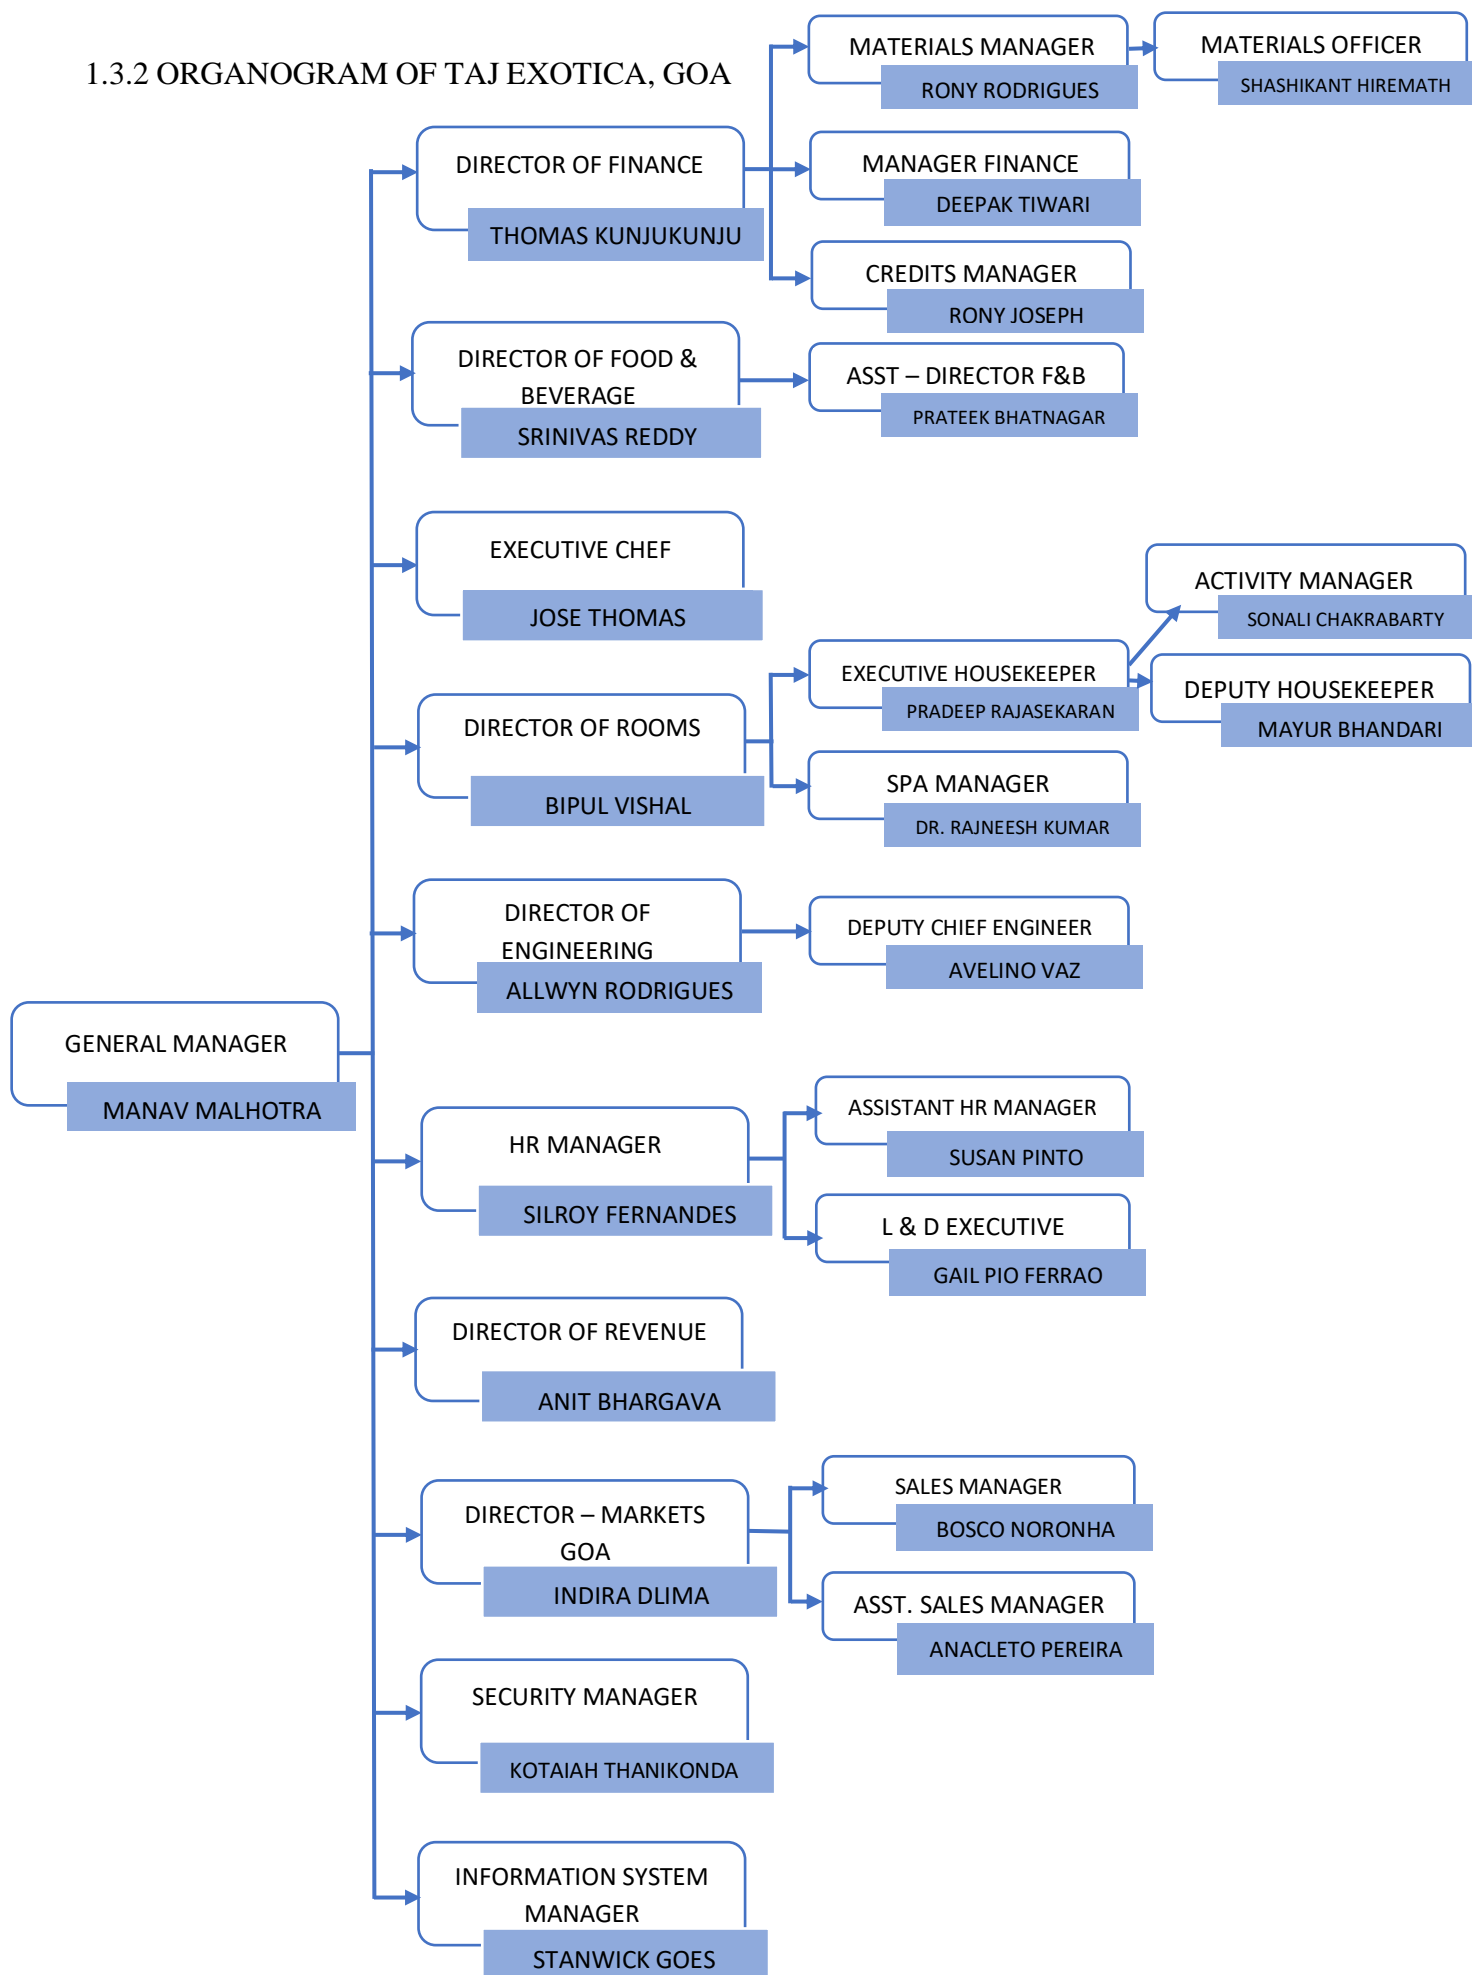 1.3.2 ORGANOGRAM OF TAJ EXOTICA, GOA
GENERAL MANAGER
MANAV MALHOTRA
DIRECTOR OF FINANCE
THOMAS KUNJUKUNJU
MATERIALS MANAGER
RONY RODRIGUES
MATERIALS OFFICER
SHASHIKANT HIREMATH
MANAGER FINANCE
DEEPAK TIWARI
CREDITS MANAGER
RONY JOSEPH
DIRECTOR OF FOOD &
BEVERAGE
SRINIVAS REDDY
ASST – DIRECTOR F&B
PRATEEK BHATNAGAR
EXECUTIVE CHEF
JOSE THOMAS
DIRECTOR OF ROOMS
BIPUL VISHAL
EXECUTIVE HOUSEKEEPER
PRADEEP RAJASEKARAN
ACTIVITY MANAGER
SONALI CHAKRABARTY
DEPUTY HOUSEKEEPER
MAYUR BHANDARI
SPA MANAGER
DR. RAJNEESH KUMAR
DIRECTOR OF
ENGINEERING
ALLWYN RODRIGUES
DEPUTY CHIEF ENGINEER
AVELINO VAZ
HR MANAGER
SILROY FERNANDES
ASSISTANT HR MANAGER
SUSAN PINTO
L & D EXECUTIVE
GAIL PIO FERRAO
DIRECTOR OF REVENUE
ANIT BHARGAVA
DIRECTOR – MARKETS
GOA
INDIRA DLIMA
SALES MANAGER
BOSCO NORONHA
ASST. SALES MANAGER
ANACLETO PEREIRA
SECURITY MANAGER
KOTAIAH THANIKONDA
INFORMATION SYSTEM
MANAGER
STANWICK GOES